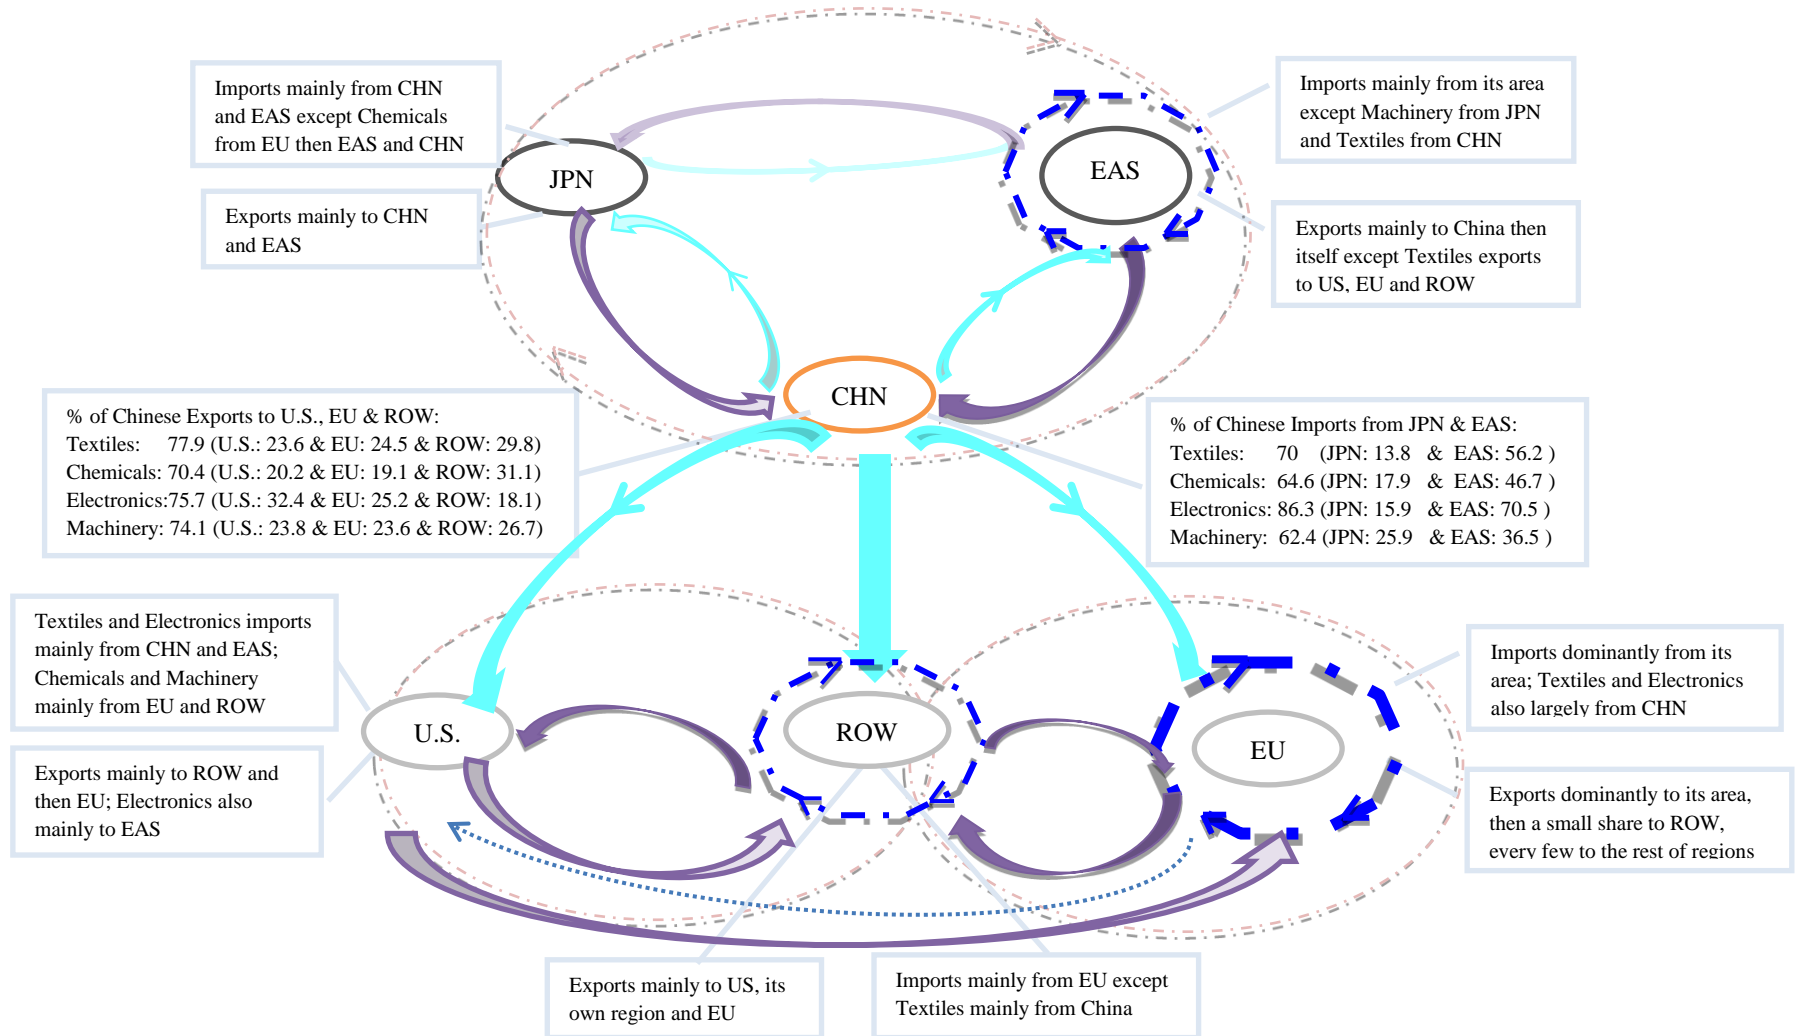 Imports mainly from CHN
and EAS except Chemicals
from EU then EAS and CHN
Imports mainly from its area
except Machinery from JPN
and Textiles from CHN
JPN
EAS
Exports mainly to CHN
and EAS
Exports mainly to China then
itself except Textiles exports
to US, EU and ROW
CHN
% of Chinese Exports to U.S., EU & ROW:
Textiles: 77.9 (U.S.: 23.6 & EU: 24.5 & ROW: 29.8)
Chemicals: 70.4 (U.S.: 20.2 & EU: 19.1 & ROW: 31.1)
Electronics:75.7 (U.S.: 32.4 & EU: 25.2 & ROW: 18.1)
Machinery: 74.1 (U.S.: 23.8 & EU: 23.6 & ROW: 26.7)
% of Chinese Imports from JPN & EAS:
Textiles: 70 (JPN: 13.8 & EAS: 56.2 )
Chemicals: 64.6 (JPN: 17.9 & EAS: 46.7 )
Electronics: 86.3 (JPN: 15.9 & EAS: 70.5 )
Machinery: 62.4 (JPN: 25.9 & EAS: 36.5 )
Textiles and Electronics imports
mainly from CHN and EAS;
Chemicals and Machinery
mainly from EU and ROW
Imports dominantly from its
area; Textiles and Electronics
also largely from CHN
U.S.
ROW
EU
Exports mainly to ROW and
then EU; Electronics also
mainly to EAS
Exports dominantly to its area,
then a small share to ROW,
every few to the rest of regions
Exports mainly to US, its
own region and EU
Imports mainly from EU except
Textiles mainly from China